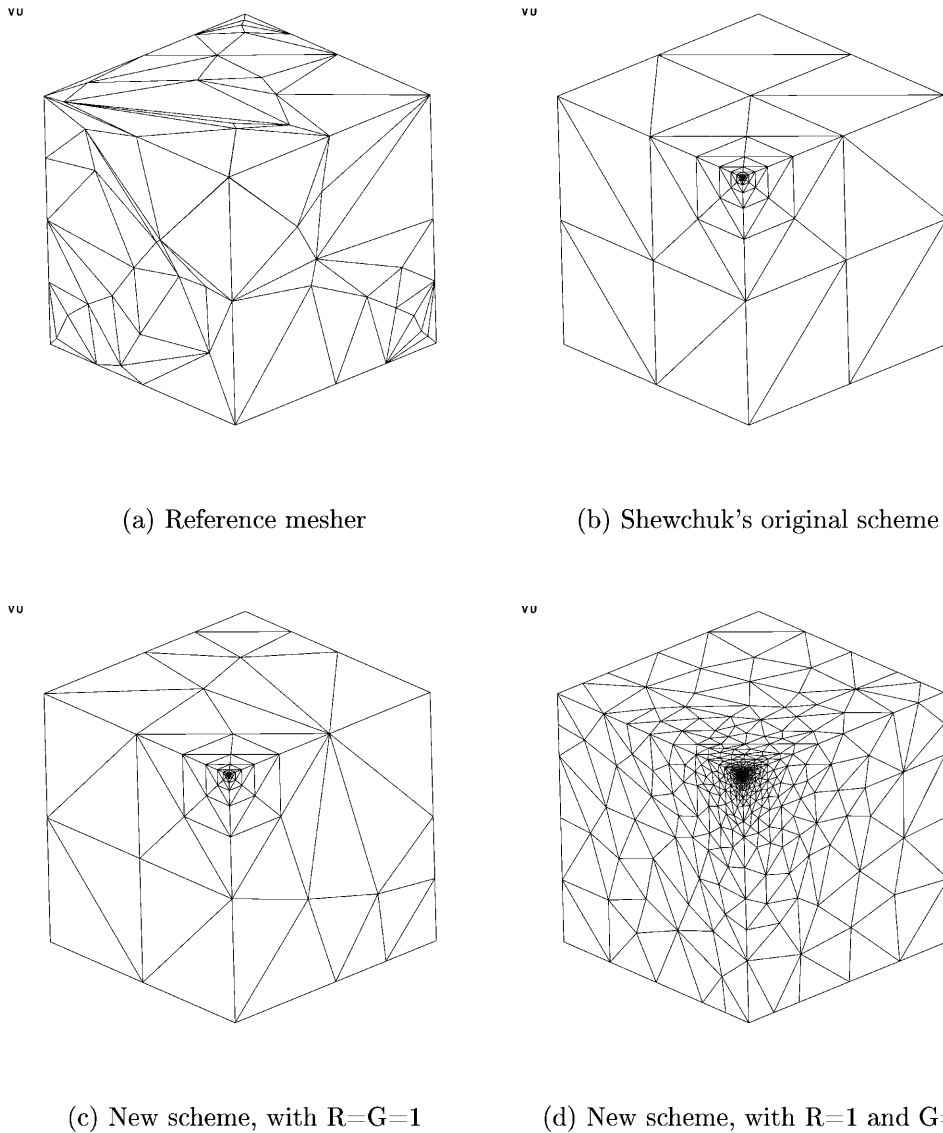 VU
VU
(a) Reference mesher
(b) Shewchuk's original scheme
VU
VU
(c) New scheme, with R=G=1
(d) New scheme, with R=1 and G=